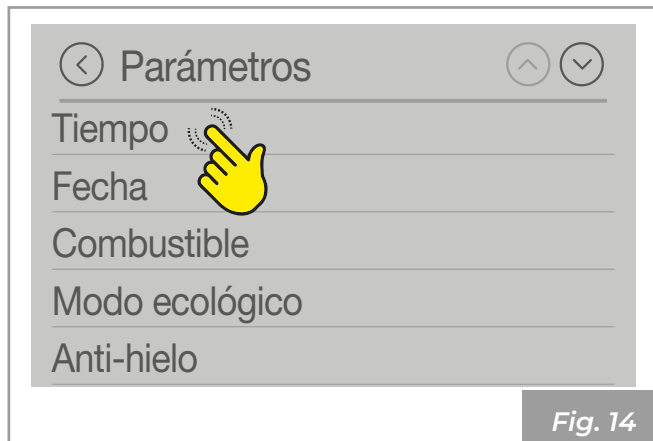 Parámetros
Tiempo
Fecha
Combustible
Modo ecológico
Anti-hielo
Fig. 14